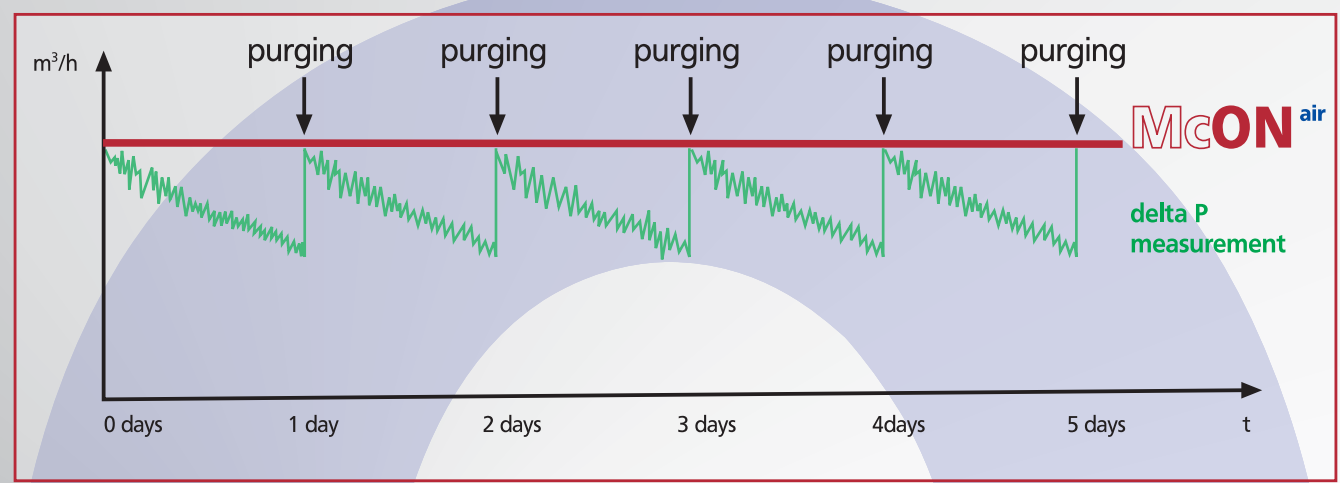 m³/h
purging purging purging purging purging
McON air
delta P
measurement
0 days 1 day 2 days 3 days 4days 5 days t